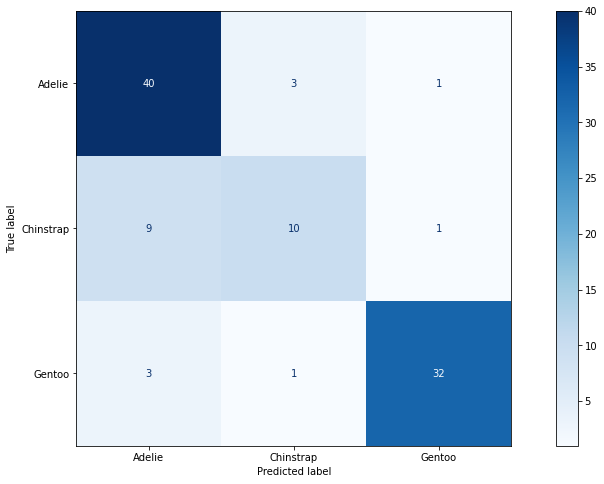 Adelie 40 3 1
Chinstrap 9 10 1
Gentoo 3 1 32
Adelie Chinstrap Gentoo
Predicted label
True label
40
35
30
25
20
15
10
5